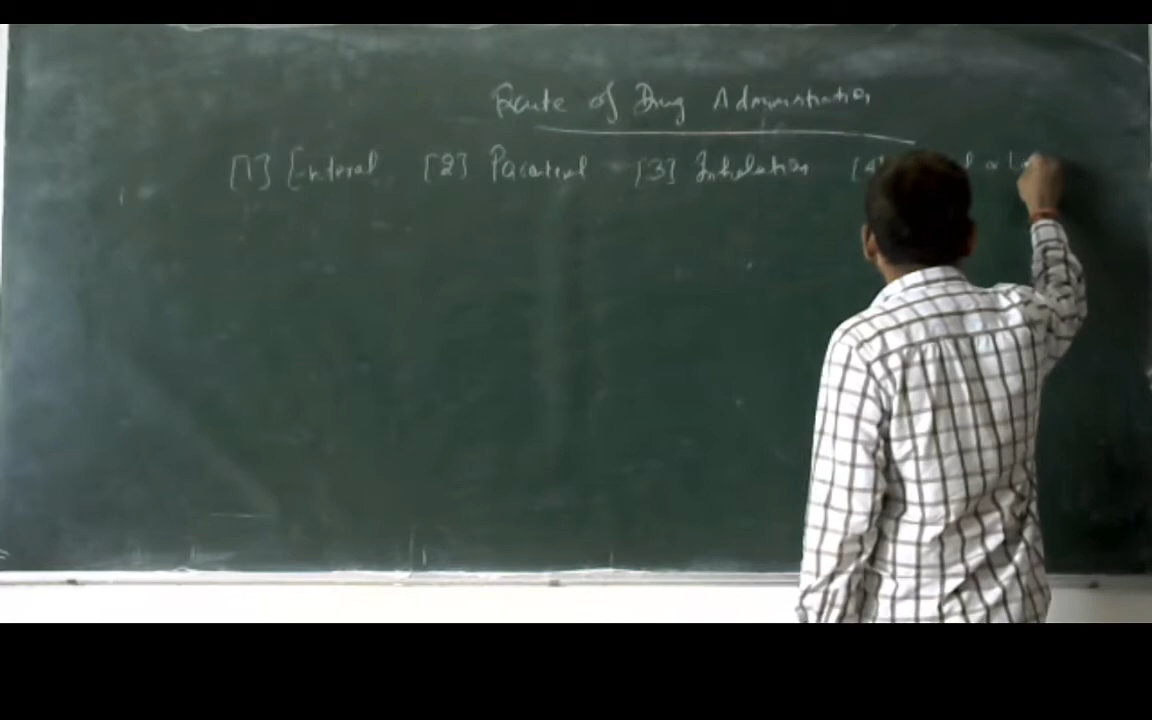 Route of Drug Administration
[1] Enteral [2] Parenteral [3] Inhalation [4]